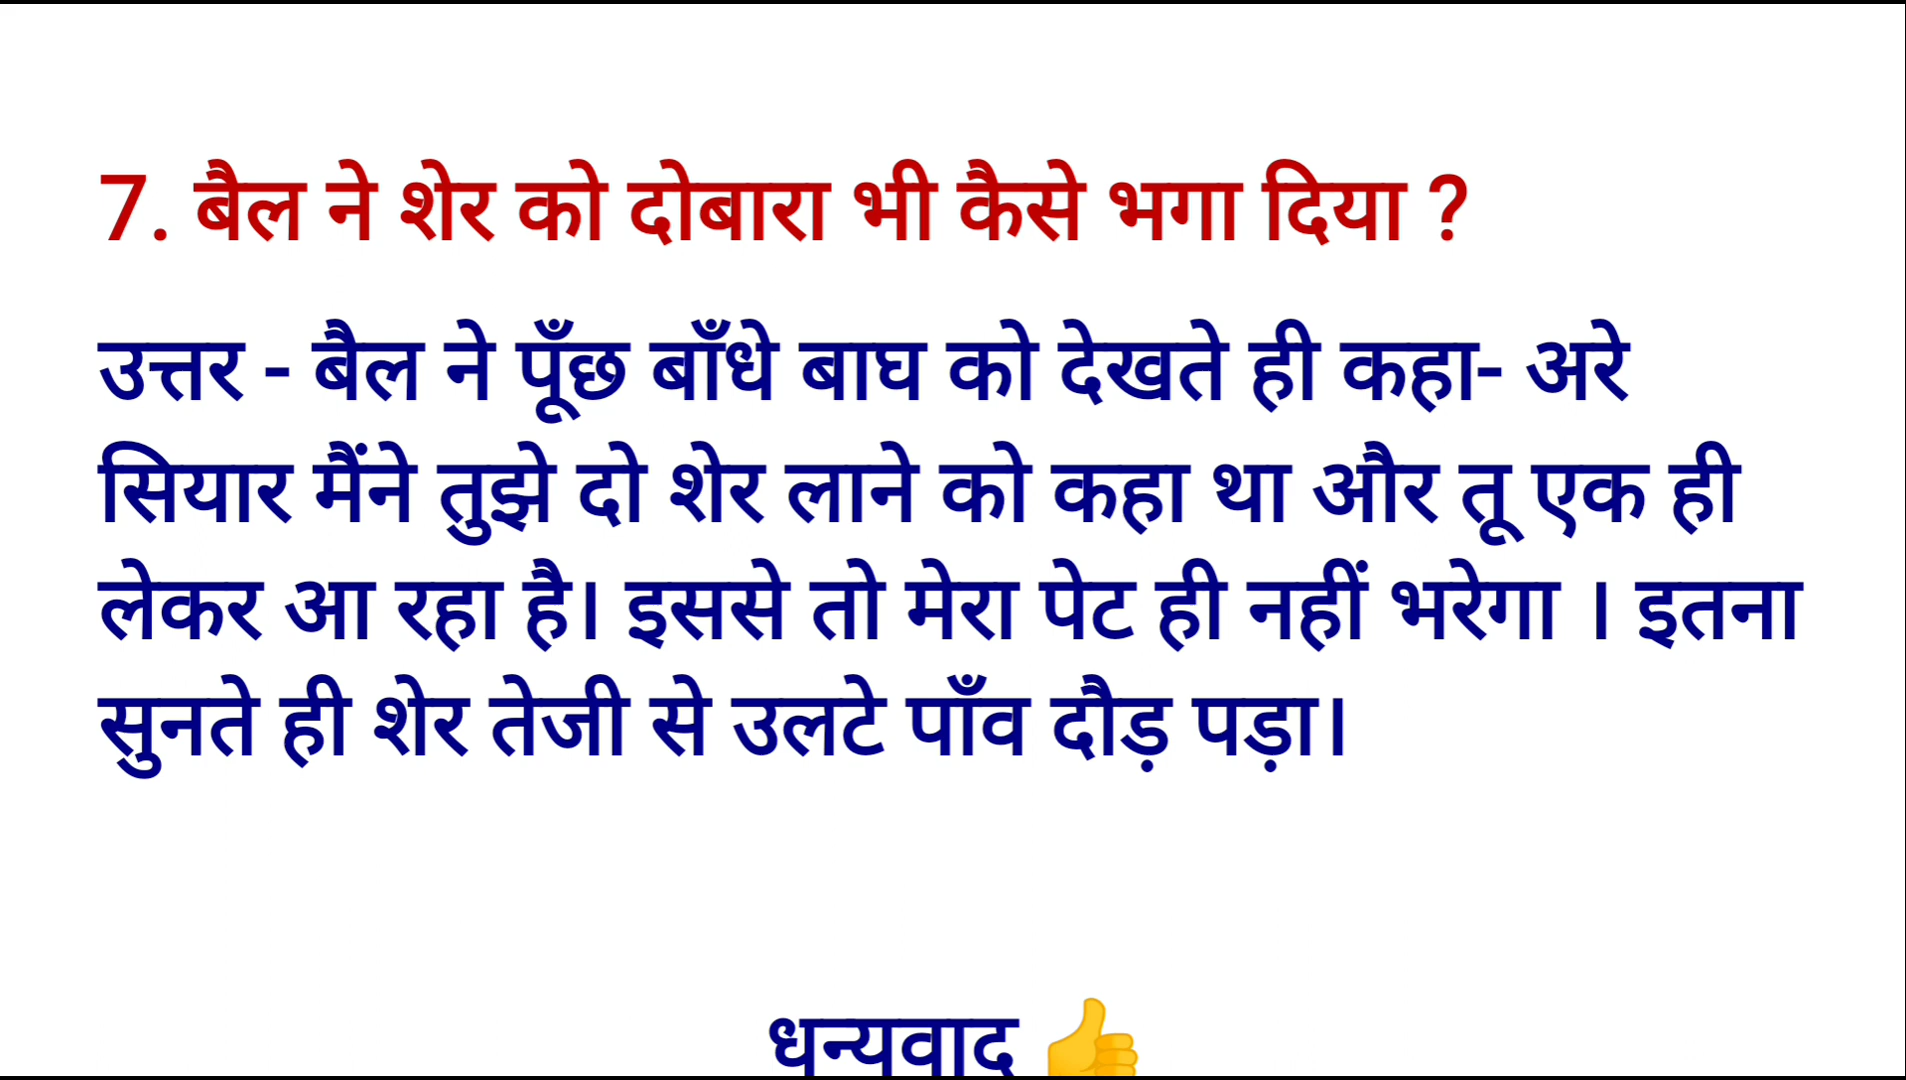 7. बैल ने शेर को दोबारा भी कैसे भगा दिया ?
उत्तर - बैल ने पूँछ बाँधे बाघ को देखते ही कहा- अरे
सियार मैंने तुझे दो शेर लाने को कहा था और तू एक ही
लेकर आ रहा है। इससे तो मेरा पेट ही नहीं भरेगा । इतना
सुनते ही शेर तेजी से उलटे पाँव दौड़ पड़ा।
धन्यवाद 👍